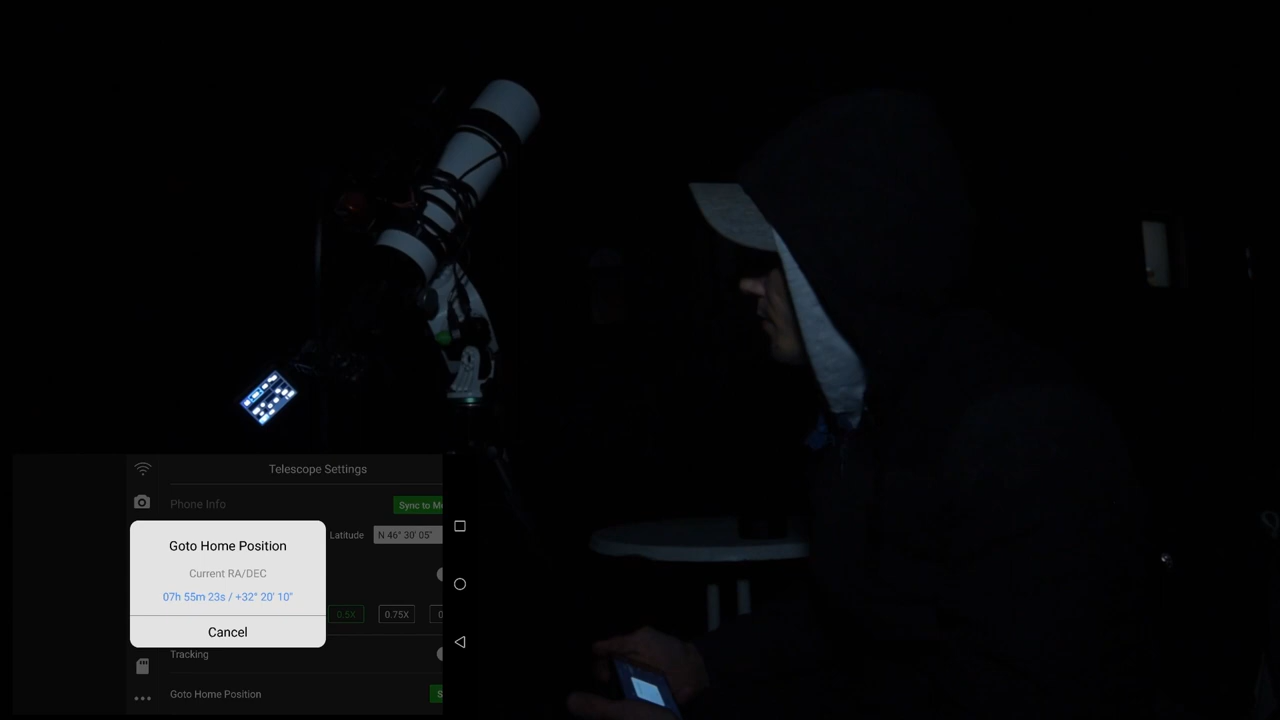 Telescope Settings
Phone Info
Sync to M
Latitude
N 46° 30' 05"
Goto Home Position
Current RA/DEC
07h 55m 23s / +32° 20' 10"
0.5X
0.75X
0
Cancel
Tracking
Goto Home Position
S